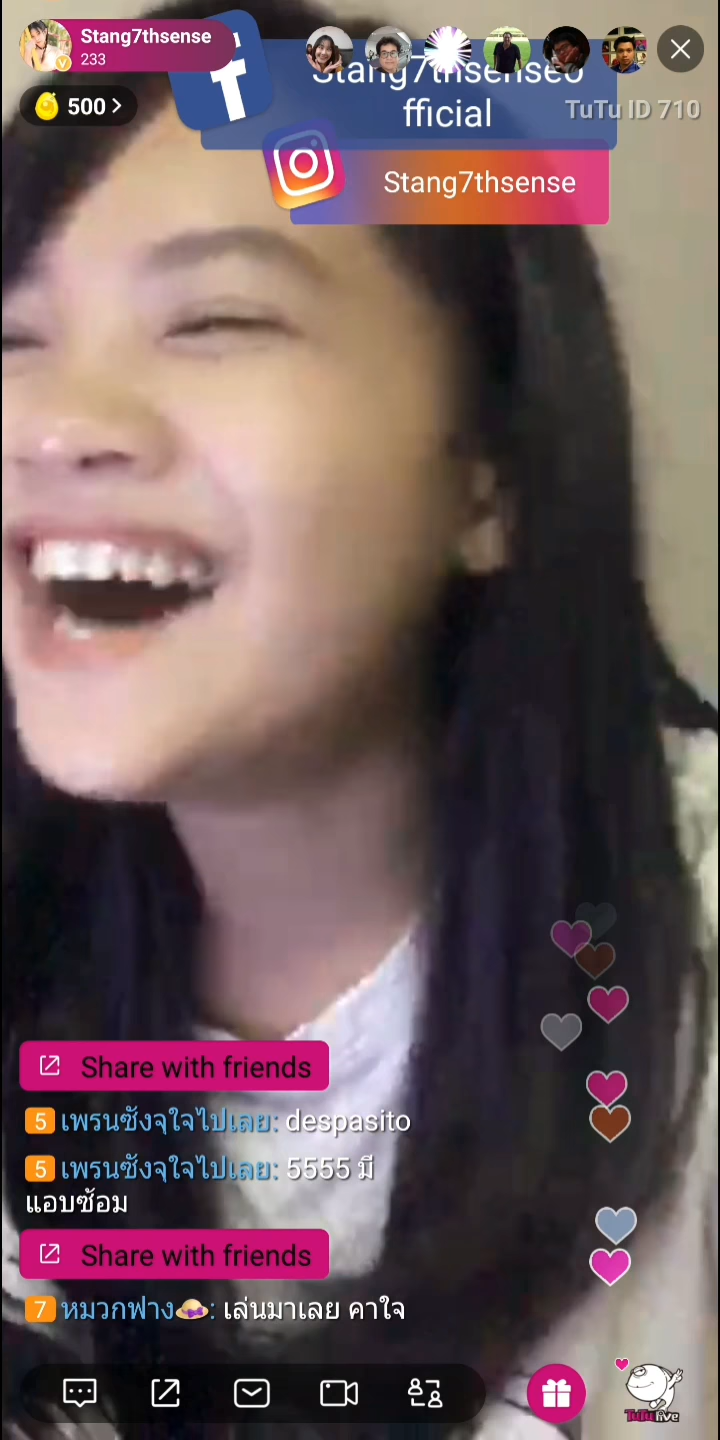 Stang7thsense
233
Stang7thsenseo
fficial
500
TuTu ID 710
Stang7thsense
Share with friends
5 เพรนซังจุใจไปเลย: despasito
5 เพรนซังจุใจไปเลย: 5555 มี
แอบซ้อม
Share with friends
7 หมวกฟาง👒: เล่นมาเลย คาใจ
TuTu live